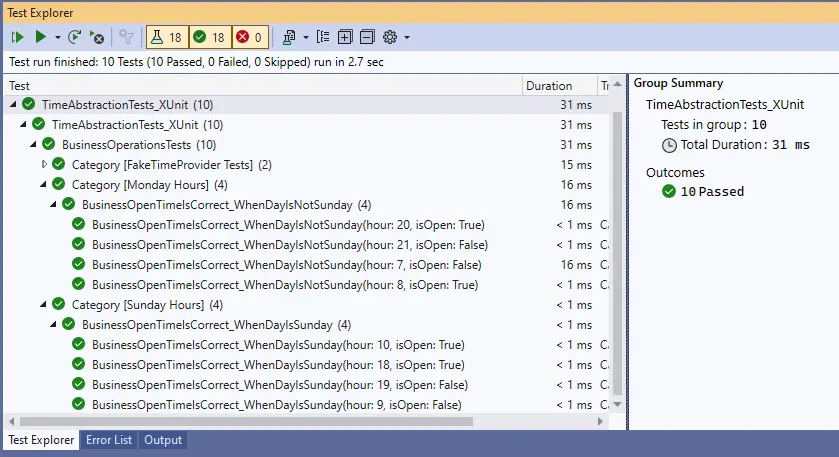 Test Explorer
18 18 0
Test run finished: 10 Tests (10 Passed, 0 Failed, 0 Skipped) run in 2.7 sec
Test Duration
TimeAbstractionTests_XUnit (10) 31 ms
TimeAbstractionTests_XUnit (10) 31 ms
BusinessOperationsTests (10) 31 ms
Category [FakeTimeProvider Tests] (2) 15 ms
Category [Monday Hours] (4) 16 ms
BusinessOpenTimeIsCorrect_WhenDayIsNotSunday (4) 16 ms
BusinessOpenTimeIsCorrect_WhenDayIsNotSunday(hour: 20, isOpen: True) < 1 ms
BusinessOpenTimeIsCorrect_WhenDayIsNotSunday(hour: 21, isOpen: False) < 1 ms
BusinessOpenTimeIsCorrect_WhenDayIsNotSunday(hour: 7, isOpen: False) 16 ms
BusinessOpenTimeIsCorrect_WhenDayIsNotSunday(hour: 8, isOpen: True) < 1 ms
Category [Sunday Hours] (4) < 1 ms
BusinessOpenTimeIsCorrect_WhenDayIsSunday (4) < 1 ms
BusinessOpenTimeIsCorrect_WhenDayIsSunday(hour: 10, isOpen: True) < 1 ms
BusinessOpenTimeIsCorrect_WhenDayIsSunday(hour: 18, isOpen: True) < 1 ms
BusinessOpenTimeIsCorrect_WhenDayIsSunday(hour: 19, isOpen: False) < 1 ms
BusinessOpenTimeIsCorrect_WhenDayIsSunday(hour: 9, isOpen: False) < 1 ms
Group Summary
TimeAbstractionTests_XUnit
Tests in group: 10
Total Duration: 31 ms
Outcomes
10 Passed
Test Explorer Error List Output